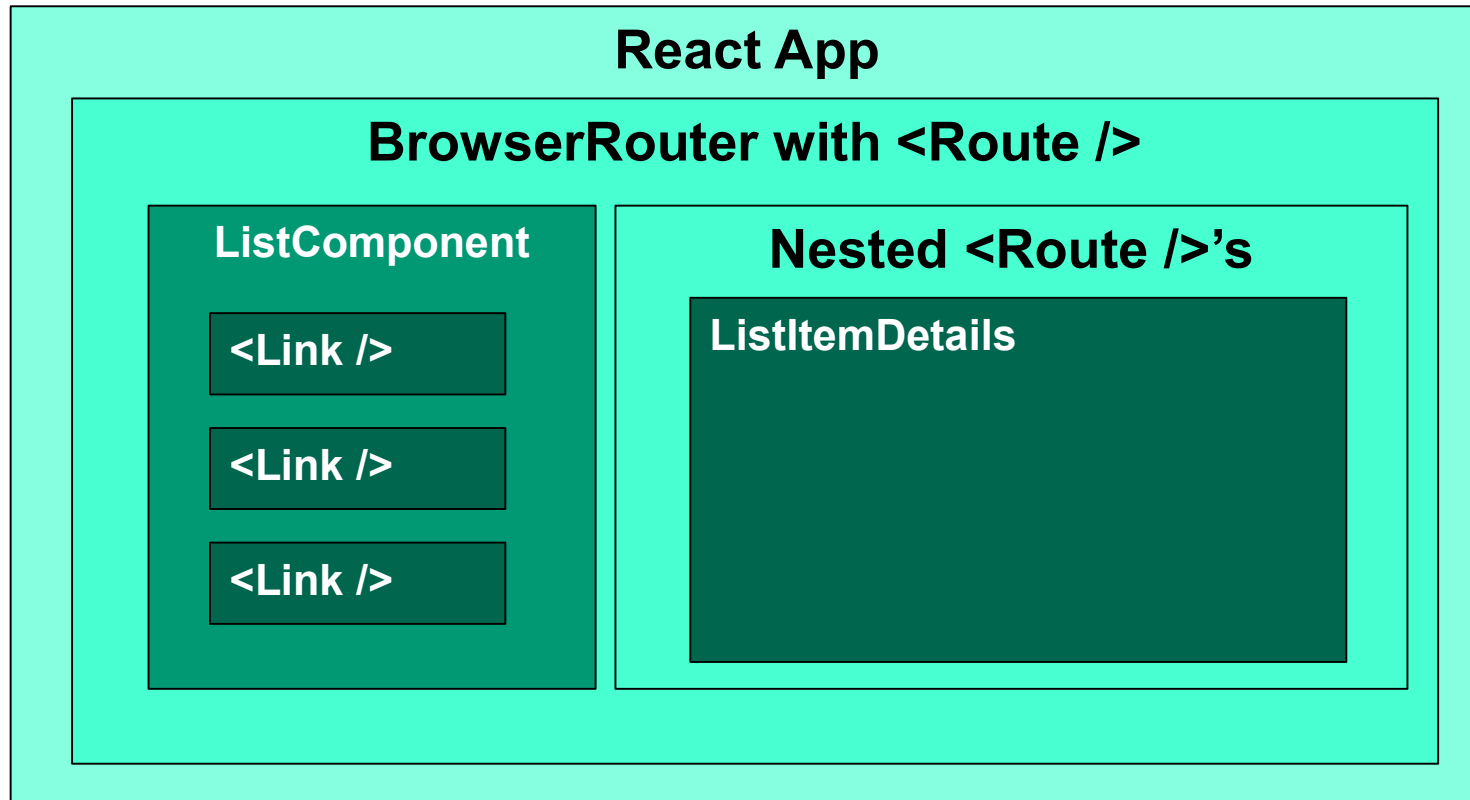 React App
BrowserRouter with <Route />
ListComponent
<Link />
<Link />
<Link />
Nested <Route />’s
ListItemDetails